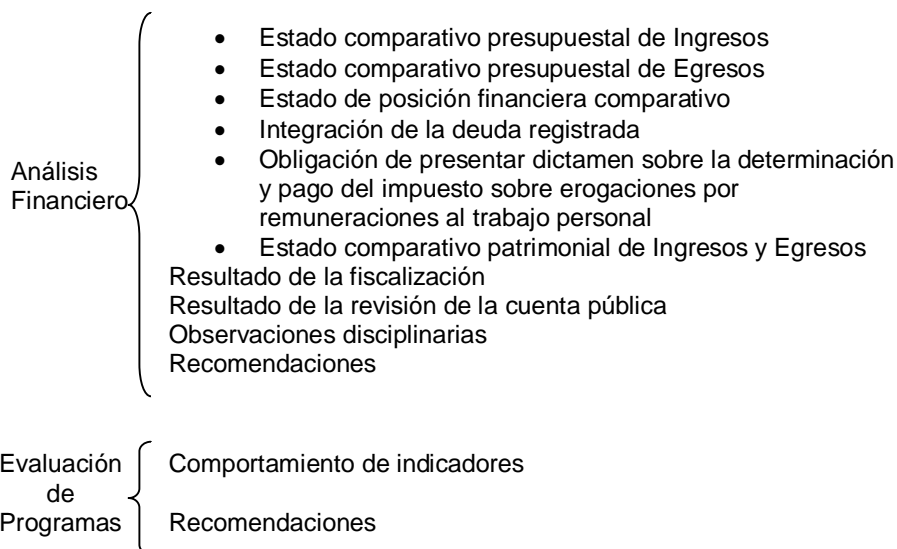 Análisis
Financiero
• Estado comparativo presupuestal de Ingresos
• Estado comparativo presupuestal de Egresos
• Estado de posición financiera comparativo
• Integración de la deuda registrada
• Obligación de presentar dictamen sobre la determinación
y pago del impuesto sobre erogaciones por
remuneraciones al trabajo personal
• Estado comparativo patrimonial de Ingresos y Egresos
Resultado de la fiscalización
Resultado de la revisión de la cuenta pública
Observaciones disciplinarias
Recomendaciones
Evaluación
de
Programas
Comportamiento de indicadores
Recomendaciones